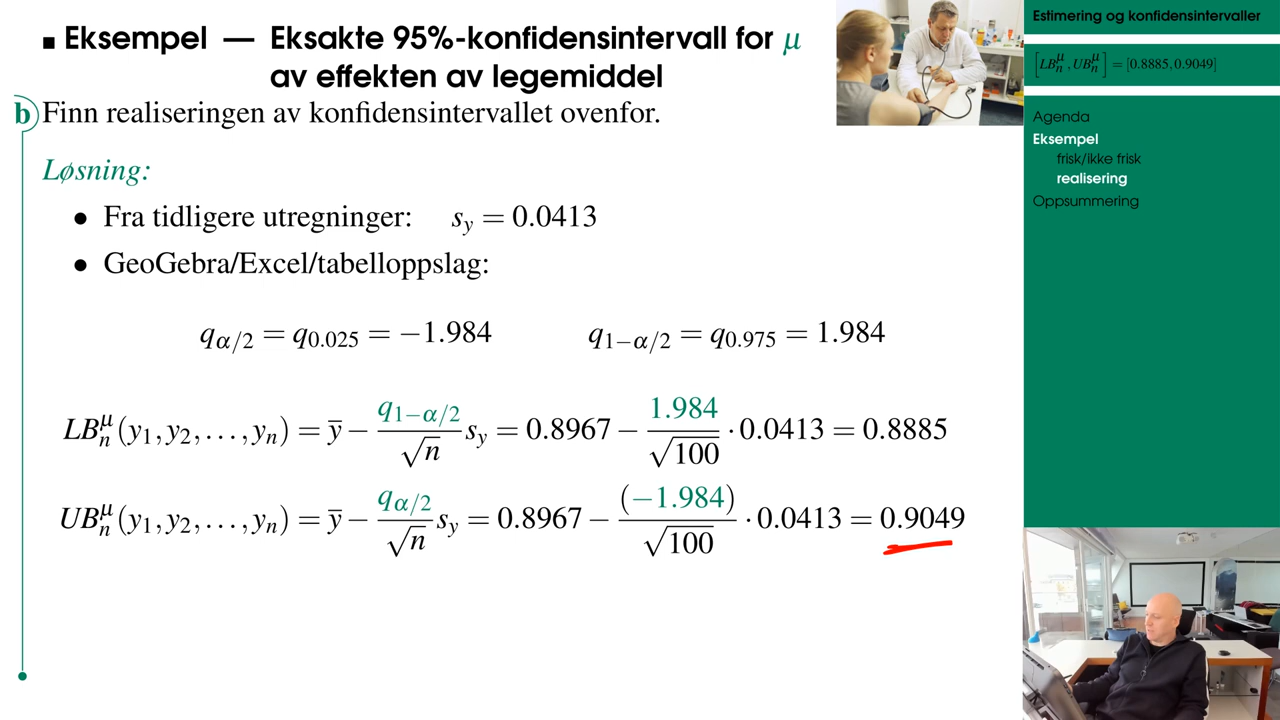 ▪ Eksempel — Eksakte 95%-konfidensintervall for μ
av effekten av legemiddel
b) Finn realiseringen av konfidensintervallet ovenfor.
Løsning:
• Fra tidligere utregninger: s_y = 0.0413
• GeoGebra/Excel/tabelloppslag:
q_{α/2} = q_{0.025} = −1.984 q_{1−α/2} = q_{0.975} = 1.984
LB_n^μ(y_1, y_2, ..., y_n) = ȳ − \frac{q_{1−α/2}}{√n} s_y = 0.8967 − \frac{1.984}{√100} · 0.0413 = 0.8885
UB_n^μ(y_1, y_2, ..., y_n) = ȳ − \frac{q_{α/2}}{√n} s_y = 0.8967 − \frac{(−1.984)}{√100} · 0.0413 = 0.9049
Estimering og konfidensintervaller
[LB_n^μ, UB_n^μ] = [0.8885, 0.9049]
Agenda
Eksempel
frisk/ikke frisk
realisering
Oppsummering